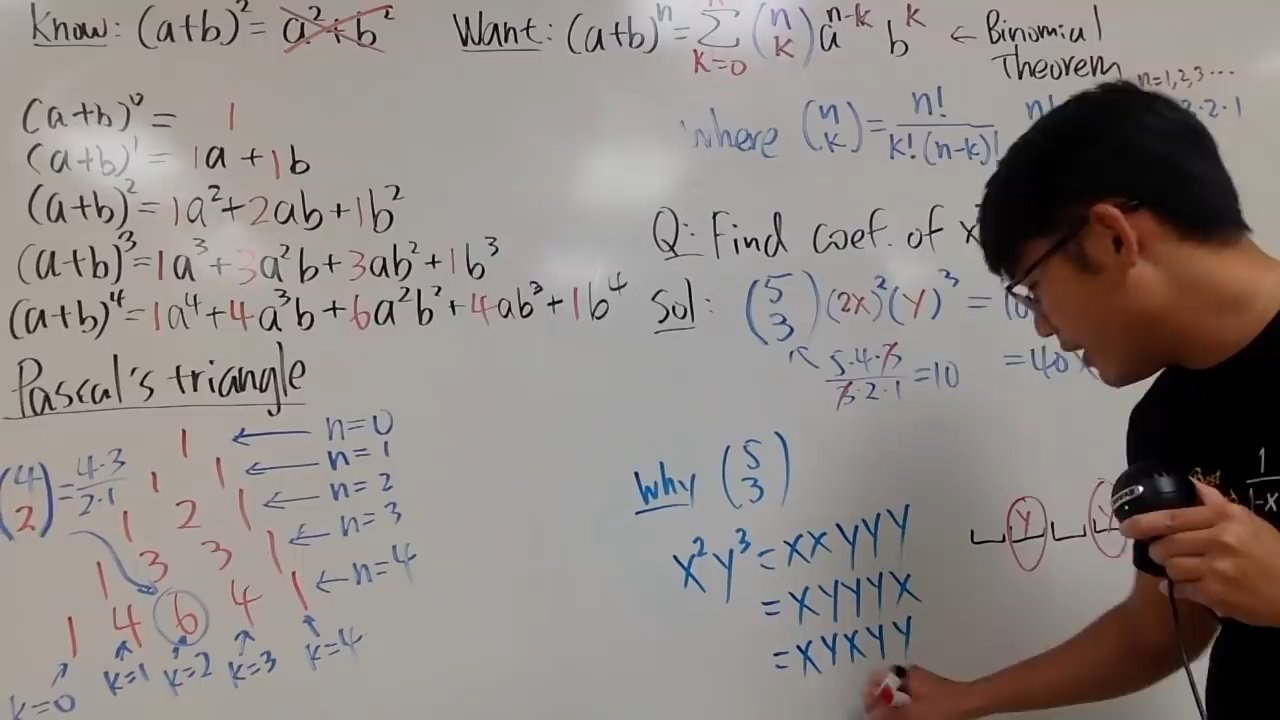 Know: (a+b)² = a²+b²
Want: (a+b)ⁿ = Σ k=0 (n k) aⁿ⁻ᵏ bᵏ ← Binomial Theorem
n=1,2,3...
where (n k) = n!/(k!·(n-k)!) n! ·2·1
(a+b)⁰ = 1
(a+b)¹ = 1a + 1b
(a+b)² = 1a² + 2ab + 1b²
(a+b)³ = 1a³ + 3a²b + 3ab² + 1b³
(a+b)⁴ = 1a⁴ + 4a³b + 6a²b² + 4ab³ + 1b⁴
Q: Find coef. of x
Sol: (5 3)(2x)²(y)³ = 10
5·4·3/3·2·1 = 10
= 40x
Pascal's triangle
1 ← n=0
1 1 ← n=1
1 2 1 ← n=2
1 3 3 1 ← n=3
1 4 6 4 1 ← n=4
k=0 k=1 k=2 k=3 k=4
(4 2) = 4·3/2·1
Why (5 3)
x²y³ = xxyyy
= xyyyx
= xyxyy
_ y _ y
1
1-x